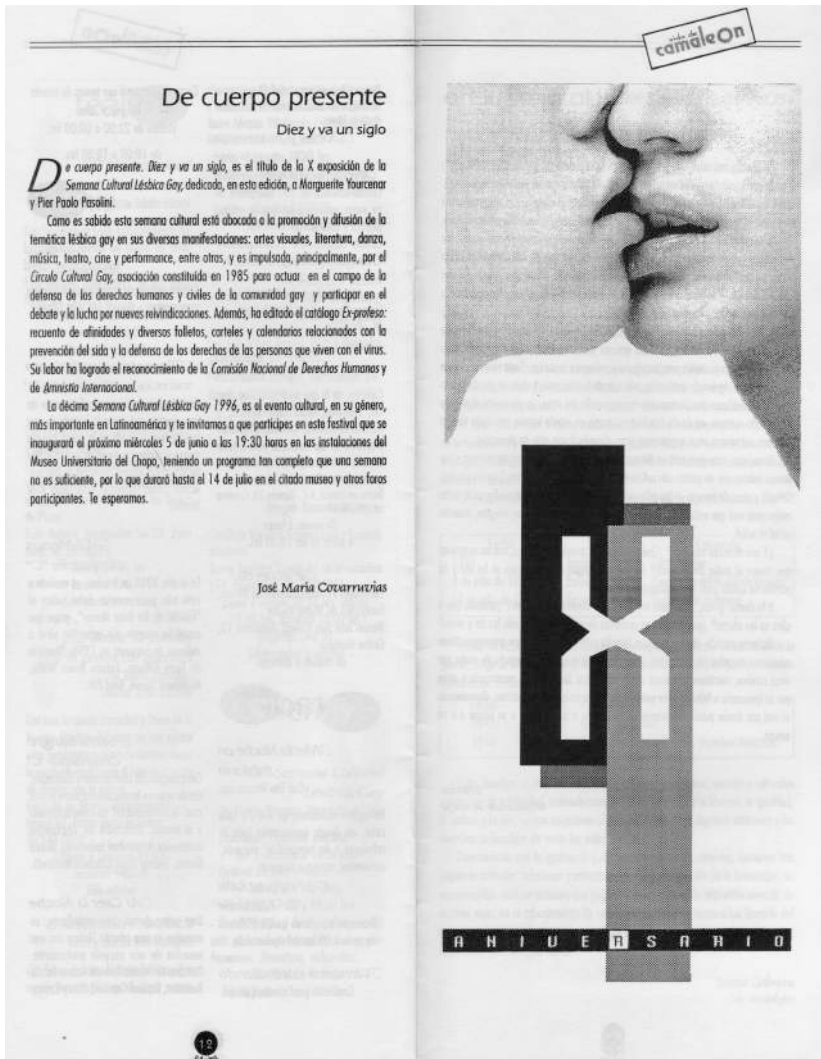 vida de
camaleOn
De cuerpo presente
Diez y va un siglo
De cuerpo presente. Diez y va un siglo, es el título de la X exposición de la
Semana Cultural Lésbica Gay, dedicada, en esta edición, a Marguerite Yourcenar
y Pier Paolo Pasolini.
Como es sabido esta semana cultural está abocada a la promoción y difusión de la
temática lésbica gay en sus diversas manifestaciones: artes visuales, literatura, danza,
música, teatro, cine y performance, entre otras, y es impulsada, principalmente, por el
Círculo Cultural Gay, asociación constituida en 1985 para actuar en el campo de la
defensa de los derechos humanos y civiles de la comunidad gay y participar en el
debate y la lucha por nuevas reivindicaciones. Además, ha editado el catálogo Ex-profeso:
recuento de afinidades y diversos folletos, carteles y calendarios relacionados con la
prevención del sida y la defensa de los derechos de las personas que viven con el virus.
Su labor ha logrado el reconocimiento de la Comisión Nacional de Derechos Humanos y
de Amnistía Internacional.
La décima Semana Cultural Lésbica Gay 1996, es el evento cultural, en su género,
más importante en Latinoamérica y te invitamos a que participes en este festival que se
inaugurará el próximo miércoles 5 de junio a las 19:30 horas en las instalaciones del
Museo Universitario del Chopo, teniendo un programa tan completo que una semana
no es suficiente, por lo que durará hasta el 14 de julio en el citado museo y otros foros
participantes. Te esperamos.
José María Covarruvias
12
X
ANIVERSARIO